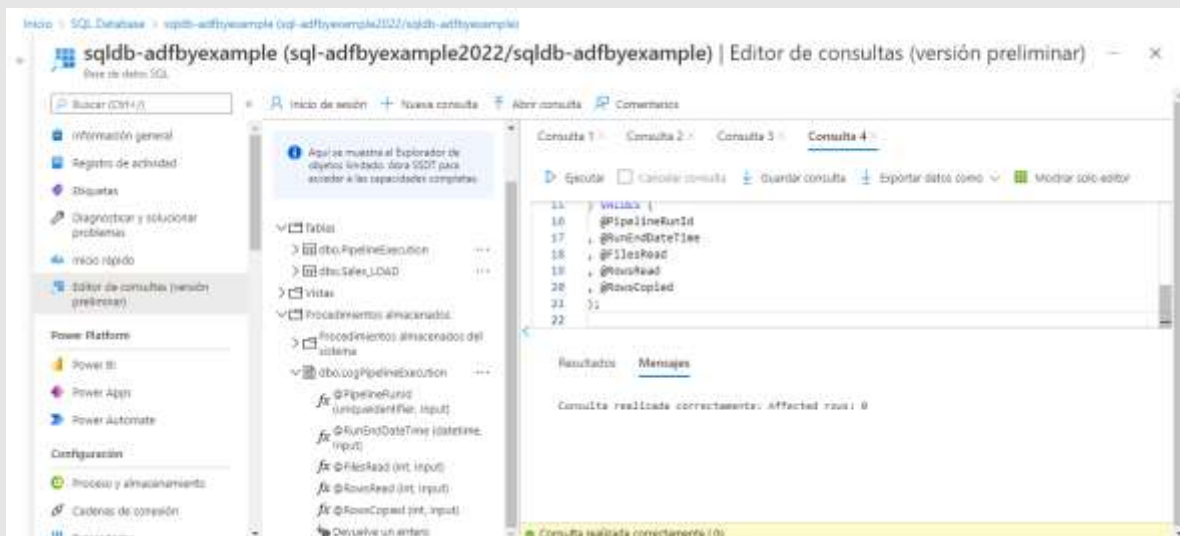 Inicio > SQL Database > sqldb-adfbyexample (sql-adfbyexample2022/sqldb-adfbyexample)
sqldb-adfbyexample (sql-adfbyexample2022/sqldb-adfbyexample) | Editor de consultas (versión preliminar)
Base de datos SQL
Buscar (Ctrl+/)
Información general
Registro de actividad
Etiquetas
Diagnosticar y solucionar
problemas
Inicio rápido
Editor de consultas (versión
preliminar)
Power Platform
Power BI
Power Apps
Power Automate
Configuración
Proceso y almacenamiento
Cadenas de conexión
Inicio de sesión
Nueva consulta
Abrir consulta
Comentarios
Aquí se muestra el Explorador de
objetos limitado. Abra SSDT para
acceder a las capacidades completas.
Tablas
dbo.PipelineExecution
dbo.Sales_LOAD
Vistas
Procedimientos almacenados
Procedimientos almacenados del
sistema
dbo.LogPipelineExecution
@PipelineRunId
(uniqueidentifier, Input)
@RunEndDateTime (datetime,
Input)
@FilesRead (int, Input)
@RowsRead (int, Input)
@RowsCopied (int, Input)
Devuelve un entero
Consulta 1
Consulta 2
Consulta 3
Consulta 4
Ejecutar
Cancelar consulta
Guardar consulta
Exportar datos como
Mostrar solo editor
15 ) VALUES (
16 @PipelineRunId
17 , @RunEndDateTime
18 , @FilesRead
19 , @RowsRead
20 , @RowsCopied
21 );
22
Resultados
Mensajes
Consulta realizada correctamente: Affected rows: 0
Consulta realizada correctamente | 0s